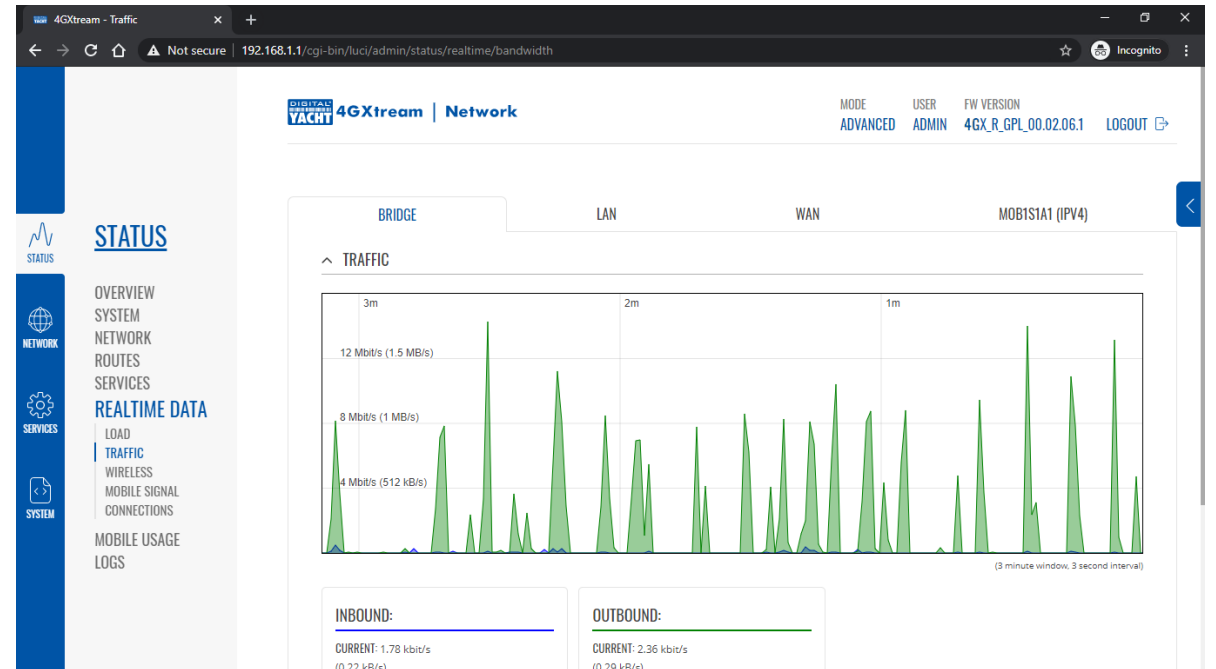 4GXtream - Traffic
Not secure | 192.168.1.1/cgi-bin/luci/admin/status/realtime/bandwidth
Incognito
DIGITAL YACHT 4GXtream | Network
MODE USER FW VERSION
ADVANCED ADMIN 4GX_R_GPL_00.02.06.1 LOGOUT
STATUS
NETWORK
SERVICES
SYSTEM
STATUS
OVERVIEW
SYSTEM
NETWORK
ROUTES
SERVICES
REALTIME DATA
LOAD
TRAFFIC
WIRELESS
MOBILE SIGNAL
CONNECTIONS
MOBILE USAGE
LOGS
BRIDGE LAN WAN MOB1S1A1 (IPV4)
TRAFFIC
3m 2m 1m
12 Mbit/s (1.5 MB/s)
8 Mbit/s (1 MB/s)
4 Mbit/s (512 kB/s)
(3 minute window, 3 second interval)
INBOUND: OUTBOUND:
CURRENT: 1.78 kbit/s CURRENT: 2.36 kbit/s
(0.22 kB/s) (0.29 kB/s)